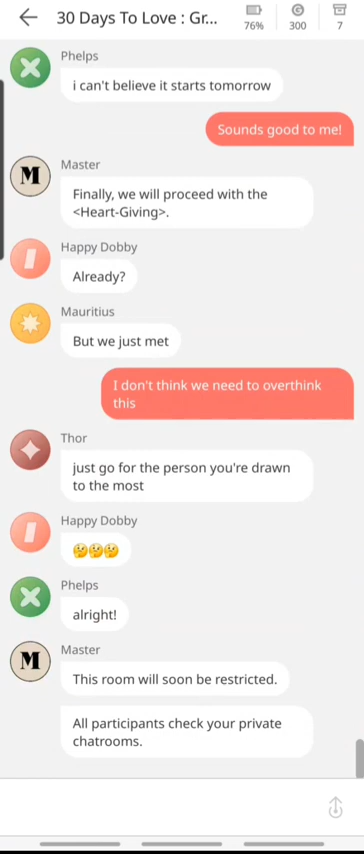 30 Days To Love : Gr...
76%
300
7
Phelps
i can't believe it starts tomorrow
Sounds good to me!
M
Master
Finally, we will proceed with the
<Heart-Giving>.
Happy Dobby
Already?
Mauritius
But we just met
I don't think we need to overthink
this
Thor
just go for the person you're drawn
to the most
Happy Dobby
🤔🤔🤔
Phelps
alright!
M
Master
This room will soon be restricted.
All participants check your private
chatrooms.